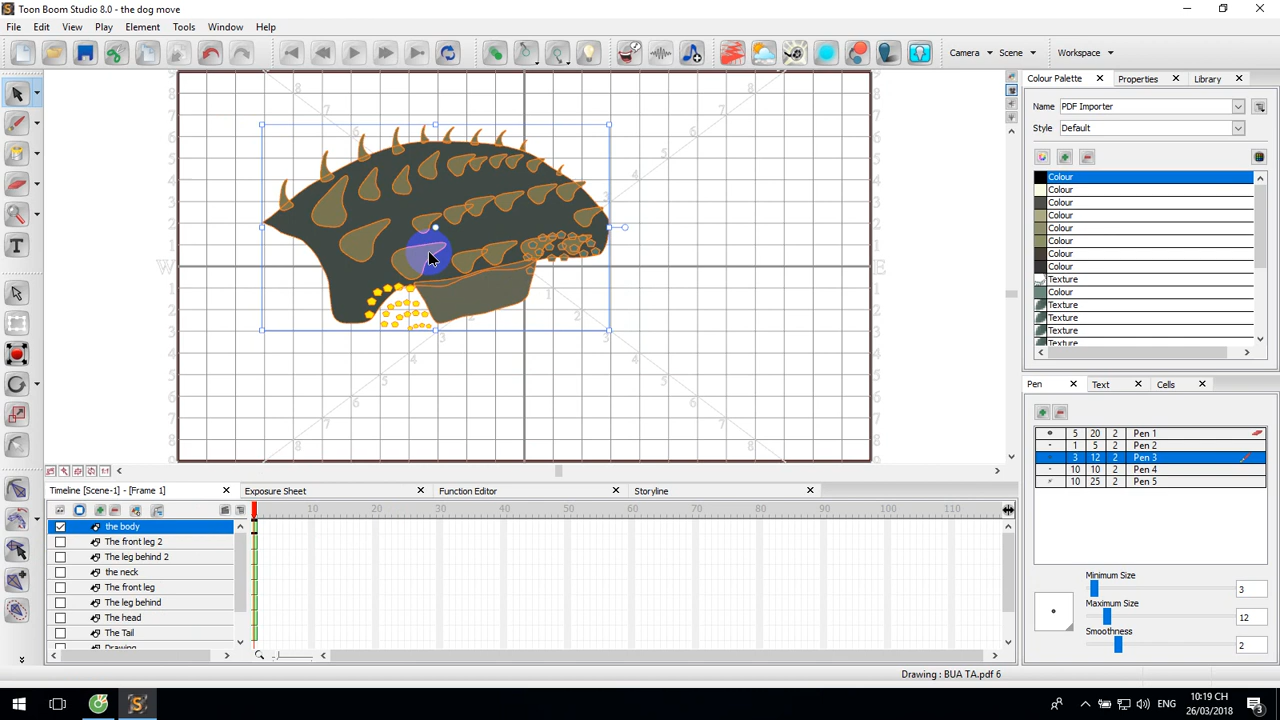 Toon Boom Studio 8.0 - the dog move
File Edit View Play Element Tools Window Help
Camera Scene Workspace
Colour Palette Properties Library
Name PDF Importer
Style Default
Colour
Colour
Colour
Colour
Colour
Colour
Colour
Colour
Texture
Colour
Texture
Texture
Texture
Texture
W E
Pen Text Cells
5 20 2 Pen 1
1 5 2 Pen 2
3 12 2 Pen 3
10 10 2 Pen 4
10 25 2 Pen 5
Minimum Size
3
Maximum Size
12
Smoothness
2
Timeline [Scene-1] - [Frame 1] Exposure Sheet Function Editor Storyline
10 20 30 40 50 60 70 80 90 100 110
the body
The front leg 2
The leg behind 2
the neck
The front leg
The leg behind
The head
The Tail
Drawing
Drawing : BUA TA.pdf 6
ENG
10:19 CH
26/03/2018
3